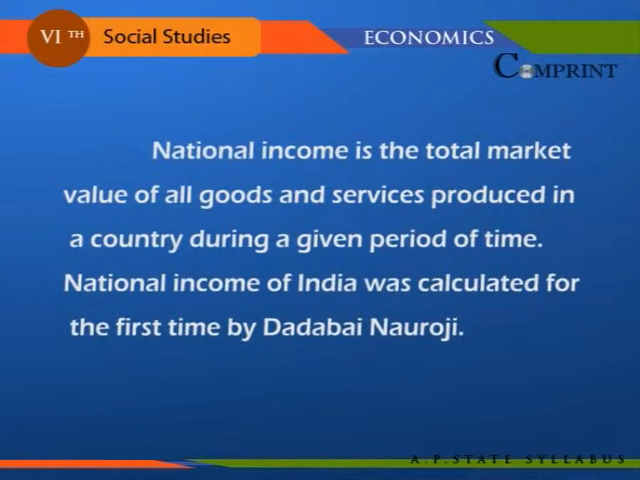 VI TH Social Studies
ECONOMICS
COMPRINT
National income is the total market
value of all goods and services produced in
a country during a given period of time.
National income of India was calculated for
the first time by Dadabai Nauroji.
A.P.STATE SYLLABUS